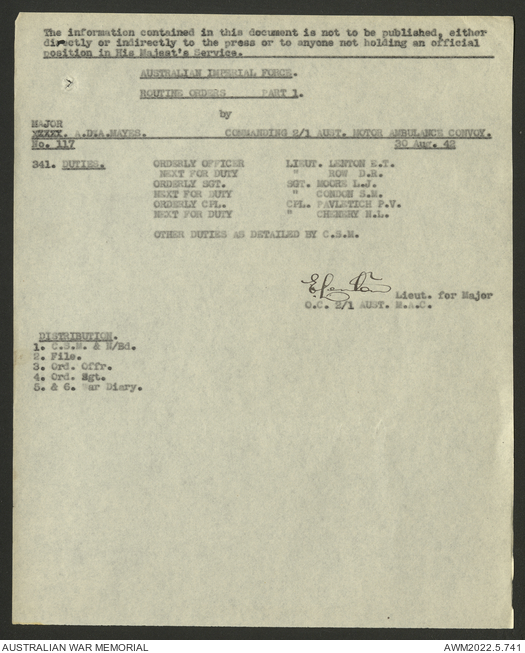 The information contained in this document is not to be published, either
directly or indirectly to the press or to anyone not holding an official
position in His Majest's Service.
AUSTRALIAN IMPERIAL FORCE.
ROUTINE ORDERS PART 1.
by
MAJOR
XXXXX. A.D.A.MAYES. COMMANDING 2/1 AUST. MOTOR AMBULANCE CONVOY.
No. 117 30 Aug. 42
341. DUTIES. ORDERLY OFFICER LIEUT. LENTON E.T.
NEXT FOR DUTY " ROW D.R.
ORDERLY SGT. SGT. MOORE L.J.
NEXT FOR DUTY " CONDON S.M.
ORDERLY CPL. CPL. PAVLETICH P.V.
NEXT FOR DUTY " CHENERY H.L.
OTHER DUTIES AS DETAILED BY C.S.M.
Lieut. for Major
O.C. 2/1 AUST. M.A.C.
DISTRIBUTION.
1. C.S.M. & N/Bd.
2. File.
3. Ord. Offr.
4. Ord. Sgt.
5. & 6. War Diary.
AUSTRALIAN WAR MEMORIAL AWM2022.5.741